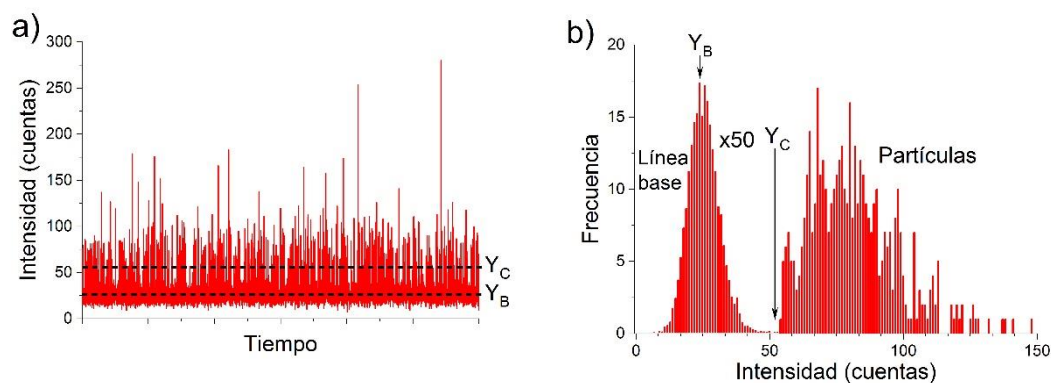 a)
Intensidad (cuentas)
300
250
200
150
100
50
0
Y_C
Y_B
Tiempo
b)
Frecuencia
20
15
10
5
0
Y_B
x50
Y_C
Línea
base
Partículas
0
50
100
150
Intensidad (cuentas)